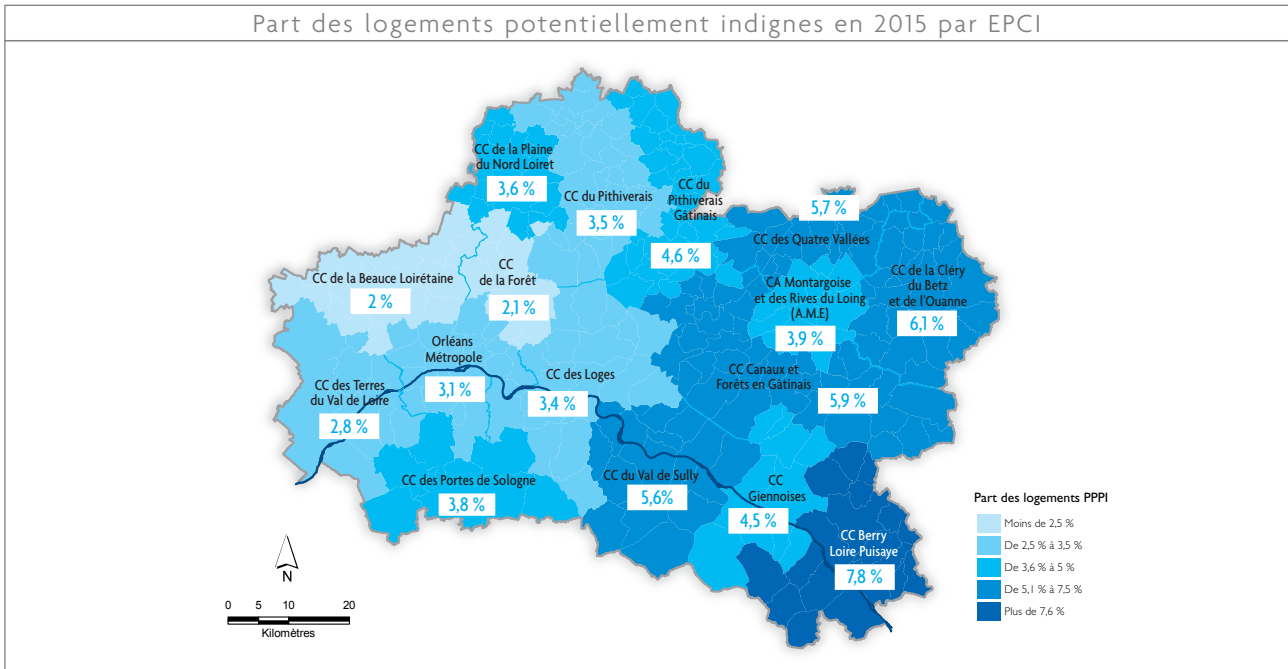 Part des logements potentiellement indignes en 2015 par EPCI
CC de la Plaine
du Nord Loiret
3,6 %
CC du Pithiverais
3,5 %
CC du
Pithiverais
Gâtinais
4,6 %
5,7 %
CC des Quatre Vallées
CC de la Cléry
du Betz
et de l'Ouanne
6,1 %
CC de la Beauce Loirétaine
2 %
CC
de la Forêt
2,1 %
CA Montargoise
et des Rives du Loing
(A.M.E)
3,9 %
Orléans
Métropole
3,1 %
CC des Loges
3,4 %
CC Canaux et
Forêts en Gâtinais
5,9 %
CC des Terres
du Val de Loire
2,8 %
CC des Portes de Sologne
3,8 %
CC du Val de Sully
5,6%
CC
Giennoises
4,5 %
CC Berry
Loire Puisaye
7,8 %
N
0 5 10 20
Kilomètres
Part des logements PPPI
Moins de 2,5 %
De 2,5 % à 3,5 %
De 3,6 % à 5 %
De 5,1 % à 7,5 %
Plus de 7,6 %